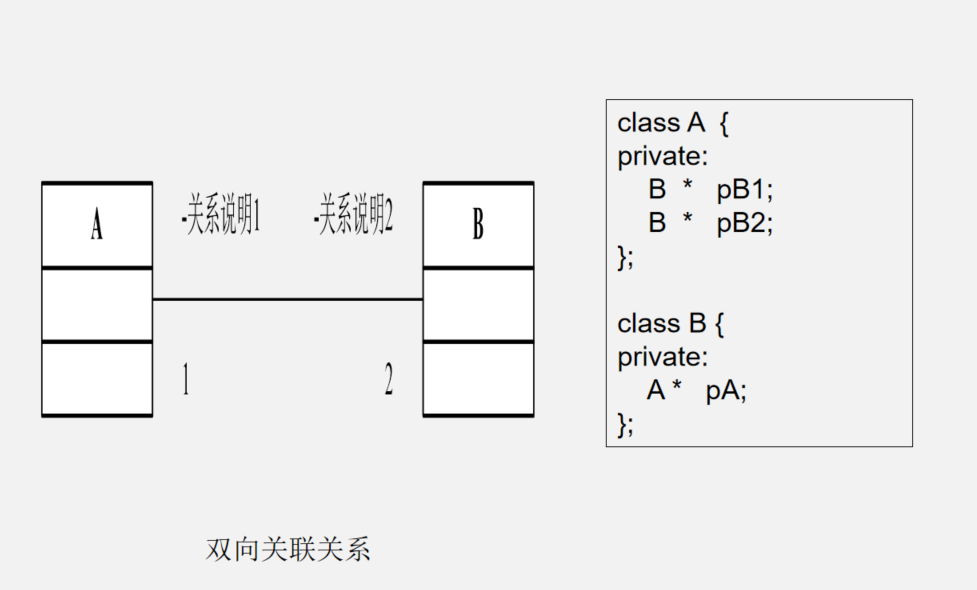 A
-关系说明1
-关系说明2
B
1
2
class A {
private:
B * pB1;
B * pB2;
};
class B {
private:
A * pA;
};
双向关联关系